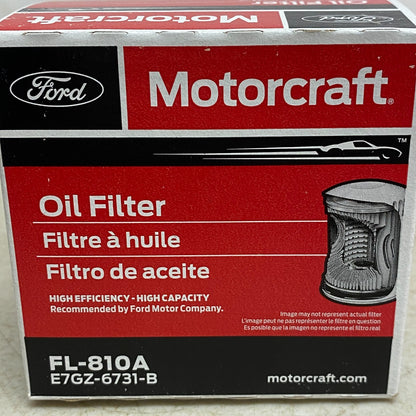 Oil Filter
Ford
Motorcraft®
™
Oil Filter
Filtre à huile
Filtro de aceite
HIGH EFFICIENCY - HIGH CAPACITY
Recommended by Ford Motor Company.
Image may not represent actual filter
L'image peut ne pas représenter le filtre en question
Es posible que la imagen no represente el filtro real
FL-810A
E7GZ-6731-B
motorcraft.com